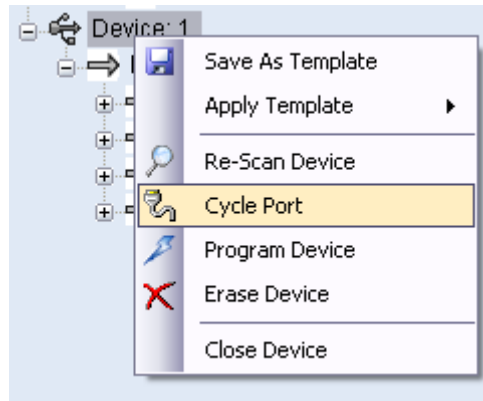 Device: 1
Save As Template
Apply Template
Re-Scan Device
Cycle Port
Program Device
Erase Device
Close Device